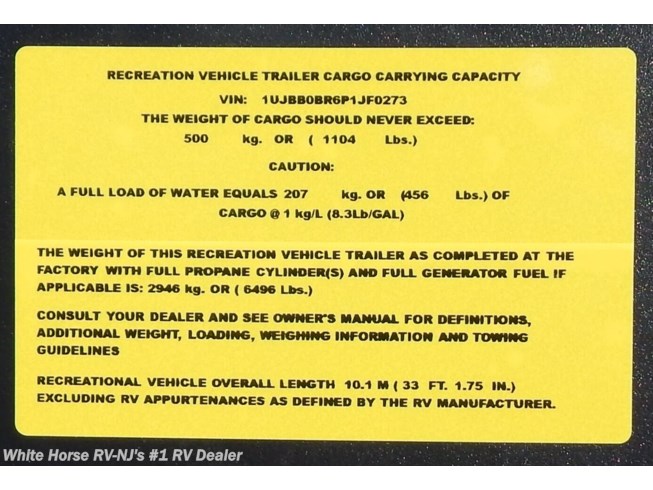 RECREATION VEHICLE TRAILER CARGO CARRYING CAPACITY
VIN: 1UJBB0BR6P1JF0273
THE WEIGHT OF CARGO SHOULD NEVER EXCEED:
500 kg. OR ( 1104 Lbs.)
CAUTION:
A FULL LOAD OF WATER EQUALS 207 kg. OR (456 Lbs.) OF
CARGO @ 1 kg/L (8.3Lb/GAL)
THE WEIGHT OF THIS RECREATION VEHICLE TRAILER AS COMPLETED AT THE
FACTORY WITH FULL PROPANE CYLINDER(S) AND FULL GENERATOR FUEL IF
APPLICABLE IS: 2946 kg. OR ( 6496 Lbs.)
CONSULT YOUR DEALER AND SEE OWNER'S MANUAL FOR DEFINITIONS,
ADDITIONAL WEIGHT, LOADING, WEIGHING INFORMATION AND TOWING
GUIDELINES
RECREATIONAL VEHICLE OVERALL LENGTH 10.1 M ( 33 FT. 1.75 IN.)
EXCLUDING RV APPURTENANCES AS DEFINED BY THE RV MANUFACTURER.
White Horse RV-NJ's #1 RV Dealer